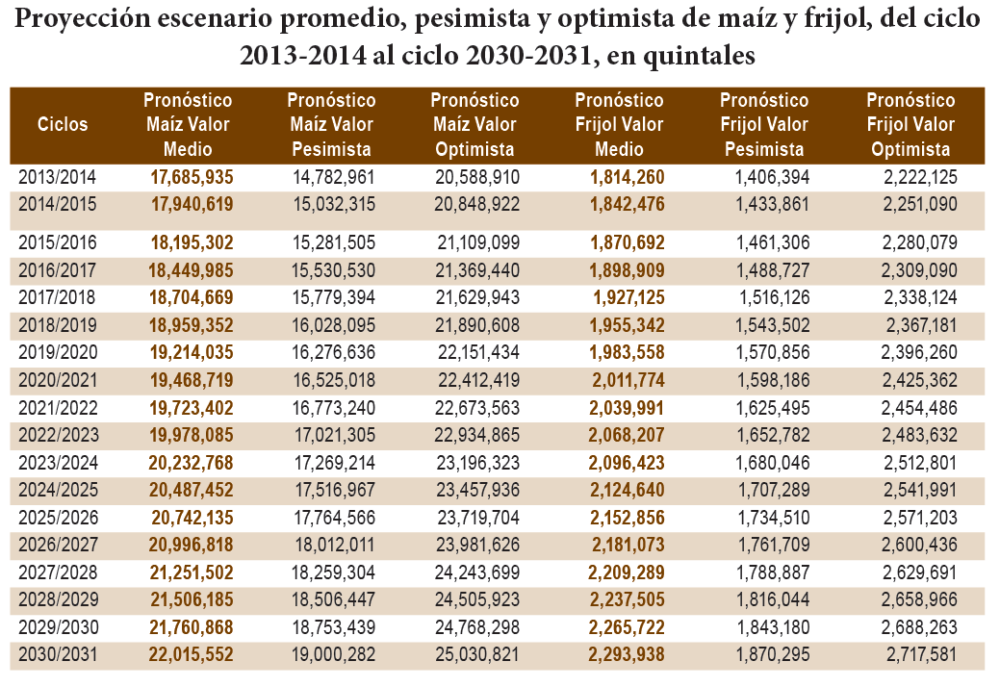 Proyección escenario promedio, pesimista y optimista de maíz y frijol, del ciclo
2013-2014 al ciclo 2030-2031, en quintales
Ciclos Pronóstico Maíz Valor Medio Pronóstico Maíz Valor Pesimista Pronóstico Maíz Valor Optimista Pronóstico Frijol Valor Medio Pronóstico Frijol Valor Pesimista Pronóstico Frijol Valor Optimista
2013/2014 17,685,935 14,782,961 20,588,910 1,814,260 1,406,394 2,222,125
2014/2015 17,940,619 15,032,315 20,848,922 1,842,476 1,433,861 2,251,090
2015/2016 18,195,302 15,281,505 21,109,099 1,870,692 1,461,306 2,280,079
2016/2017 18,449,985 15,530,530 21,369,440 1,898,909 1,488,727 2,309,090
2017/2018 18,704,669 15,779,394 21,629,943 1,927,125 1,516,126 2,338,124
2018/2019 18,959,352 16,028,095 21,890,608 1,955,342 1,543,502 2,367,181
2019/2020 19,214,035 16,276,636 22,151,434 1,983,558 1,570,856 2,396,260
2020/2021 19,468,719 16,525,018 22,412,419 2,011,774 1,598,186 2,425,362
2021/2022 19,723,402 16,773,240 22,673,563 2,039,991 1,625,495 2,454,486
2022/2023 19,978,085 17,021,305 22,934,865 2,068,207 1,652,782 2,483,632
2023/2024 20,232,768 17,269,214 23,196,323 2,096,423 1,680,046 2,512,801
2024/2025 20,487,452 17,516,967 23,457,936 2,124,640 1,707,289 2,541,991
2025/2026 20,742,135 17,764,566 23,719,704 2,152,856 1,734,510 2,571,203
2026/2027 20,996,818 18,012,011 23,981,626 2,181,073 1,761,709 2,600,436
2027/2028 21,251,502 18,259,304 24,243,699 2,209,289 1,788,887 2,629,691
2028/2029 21,506,185 18,506,447 24,505,923 2,237,505 1,816,044 2,658,966
2029/2030 21,760,868 18,753,439 24,768,298 2,265,722 1,843,180 2,688,263
2030/2031 22,015,552 19,000,282 25,030,821 2,293,938 1,870,295 2,717,581